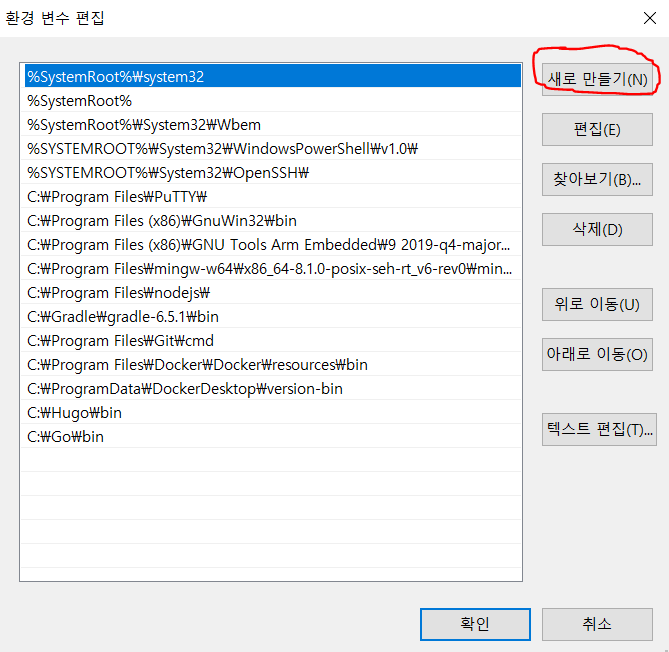 환경 변수 편집
%SystemRoot%₩system32
%SystemRoot%
%SystemRoot%₩System32₩Wbem
%SYSTEMROOT%₩System32₩WindowsPowerShell₩v1.0₩
%SYSTEMROOT%₩System32₩OpenSSH₩
C:₩Program Files₩PuTTY₩
C:₩Program Files (x86)₩GnuWin32₩bin
C:₩Program Files (x86)₩GNU Tools Arm Embedded₩9 2019-q4-major...
C:₩Program Files₩mingw-w64₩x86_64-8.1.0-posix-seh-rt_v6-rev0₩min...
C:₩Program Files₩nodejs₩
C:₩Gradle₩gradle-6.5.1₩bin
C:₩Program Files₩Git₩cmd
C:₩Program Files₩Docker₩Docker₩resources₩bin
C:₩ProgramData₩DockerDesktop₩version-bin
C:₩Hugo₩bin
C:₩Go₩bin
새로 만들기(N)
편집(E)
찾아보기(B)...
삭제(D)
위로 이동(U)
아래로 이동(O)
텍스트 편집(T)...
확인
취소